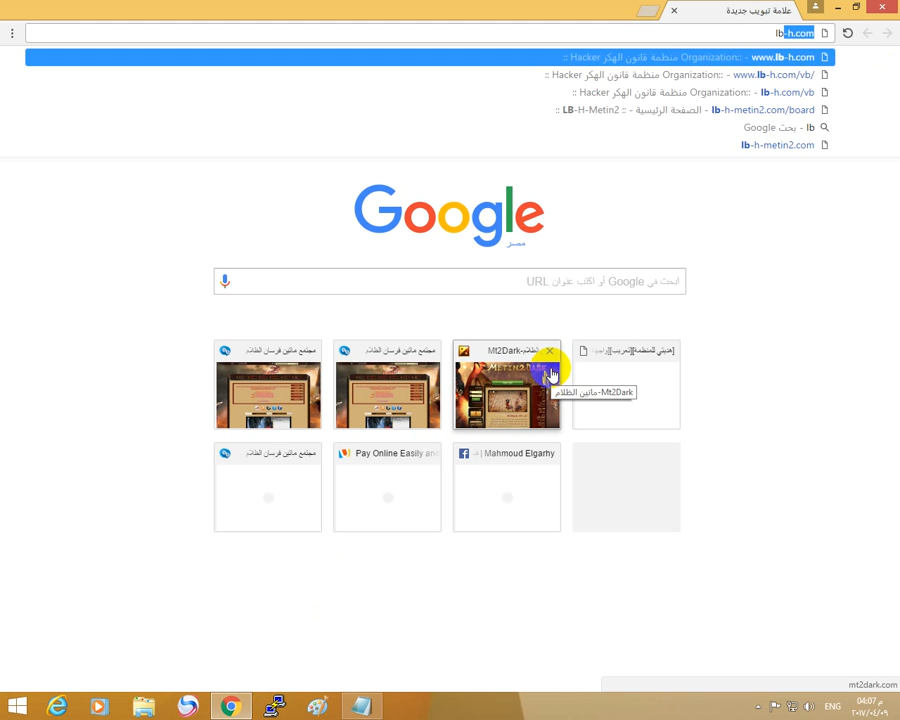 علامة تبويب جديدة
lb-h.com
www.lb-h.com - ::Organization منظمة قانون الهكر Hacker ::
www.lb-h.com/vb/ - ::Organization منظمة قانون الهكر Hacker ::
lb-h.com/vb - ::Organization منظمة قانون الهكر Hacker ::
lb-h-metin2.com/board - الصفحة الرئيسية - :: LB-H-Metin2 ::
lb - بحث Google
lb-h-metin2.com
Google
مصر
ابحث في Google أو اكتب عنوان URL
مجتمع ماتين فرسان الظلام
مجتمع ماتين فرسان الظلام
Mt2Dark-
METIN2DARK
Mt2Dark-ماتين الظلام
مجتمع ماتين فرسان الظلام
Pay Online Easily and
Mahmoud Elgarhy |
mt2dark.com
ENG
04:07 م
٢٠١٧/٠٤/٠٩